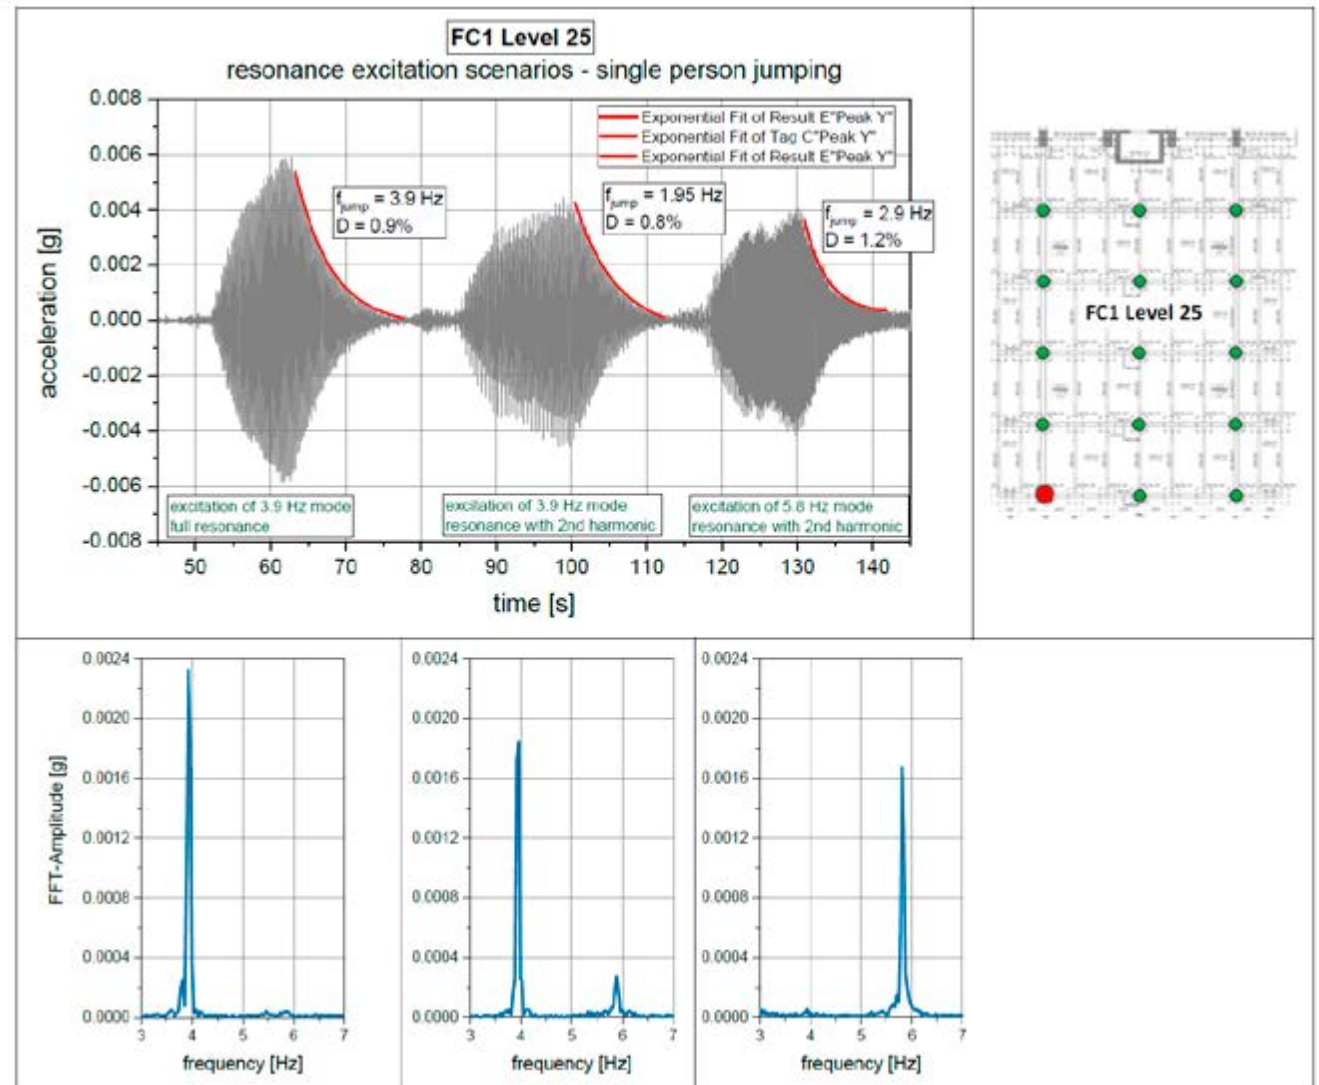 FC1 Level 25
resonance excitation scenarios - single person jumping
0.008
0.006
0.004
0.002
0.000
-0.002
-0.004
-0.006
-0.008
acceleration [g]
Exponential Fit of Result E"Peak Y"
Exponential Fit of Tag C"Peak Y"
Exponential Fit of Result E"Peak Y"
fjump = 3.9 Hz
D = 0.9%
fjump = 1.95 Hz
D = 0.8%
fjump = 2.9 Hz
D = 1.2%
excitation of 3.9 Hz mode
full resonance
excitation of 3.9 Hz mode
resonance with 2nd harmonic
excitation of 5.8 Hz mode
resonance with 2nd harmonic
50 60 70 80 90 100 110 120 130 140
time [s]
FC1 Level 25
0.0024
0.0020
0.0016
0.0012
0.0008
0.0004
0.0000
FFT-Amplitude [g]
3 4 5 6 7
frequency [Hz]
0.0024
0.0020
0.0016
0.0012
0.0008
0.0004
0.0000
3 4 5 6 7
frequency [Hz]
0.0024
0.0020
0.0016
0.0012
0.0008
0.0004
0.0000
3 4 5 6 7
frequency [Hz]